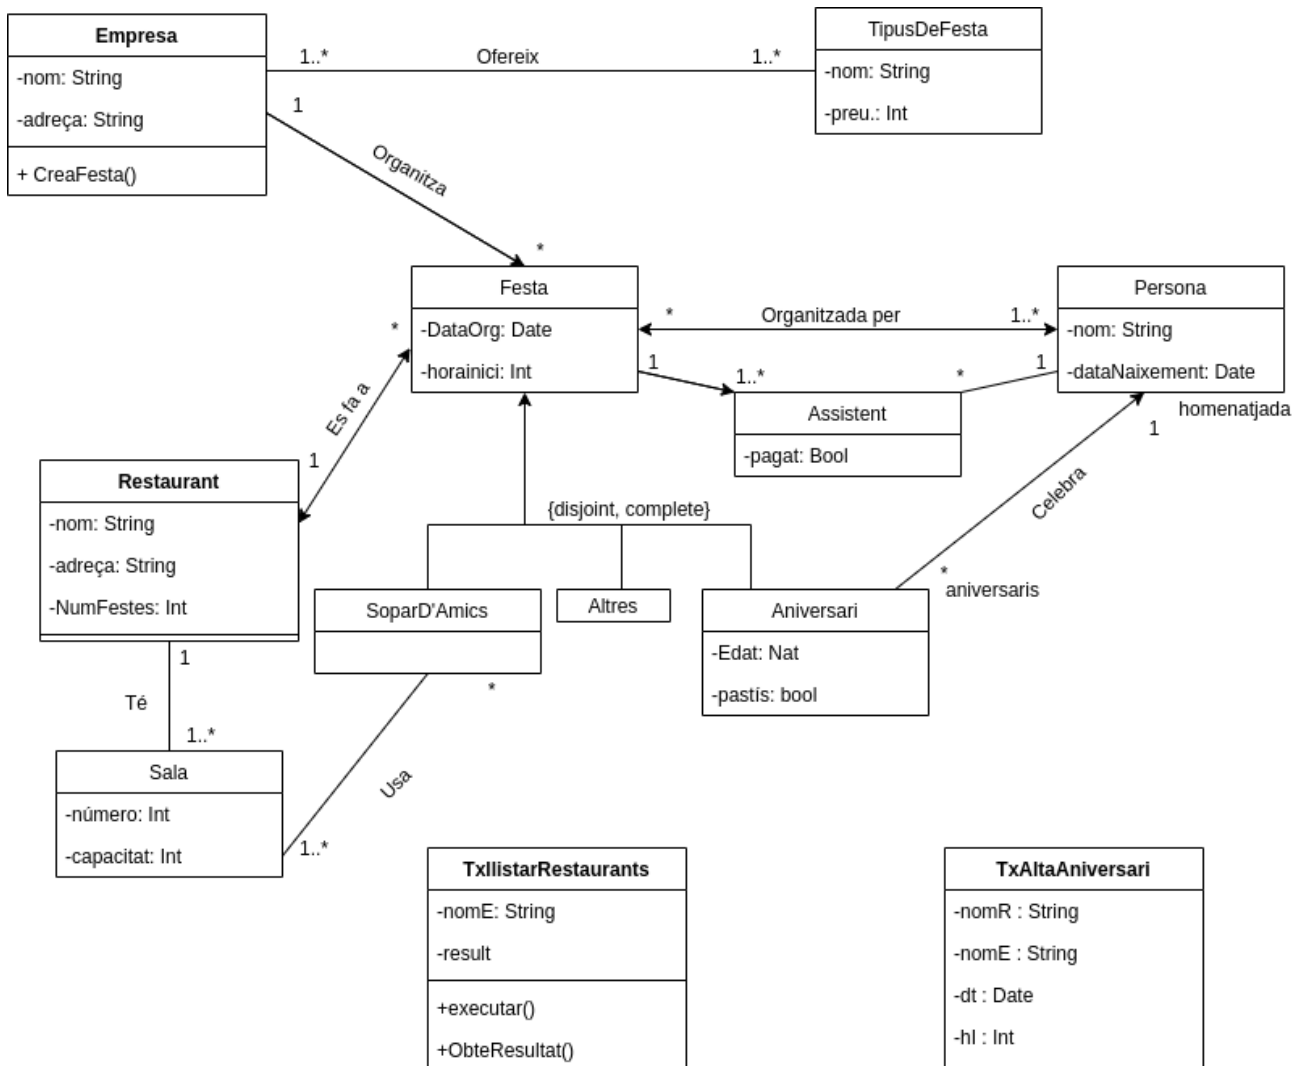 Empresa
-nom: String
-adreça: String
+ CreaFesta()
1..*
Ofereix
1..*
TipusDeFesta
-nom: String
-preu.: Int
1
Organitza
*
Festa
-DataOrg: Date
-horainici: Int
*
Organitzada per
1..*
Persona
-nom: String
-dataNaixement: Date
1
1..*
*
1
Assistent
-pagat: Bool
homenatjada
1
Celebra
*
aniversaris
*
Es fa a
1
Restaurant
-nom: String
-adreça: String
-NumFestes: Int
{disjoint, complete}
SoparD'Amics
Altres
Aniversari
-Edat: Nat
-pastís: bool
1
Té
1..*
Sala
-número: Int
-capacitat: Int
*
Usa
1..*
TxllistarRestaurants
-nomE: String
-result
+executar()
+ObteResultat()
TxAltaAniversari
-nomR : String
-nomE : String
-dt : Date
-hI : Int